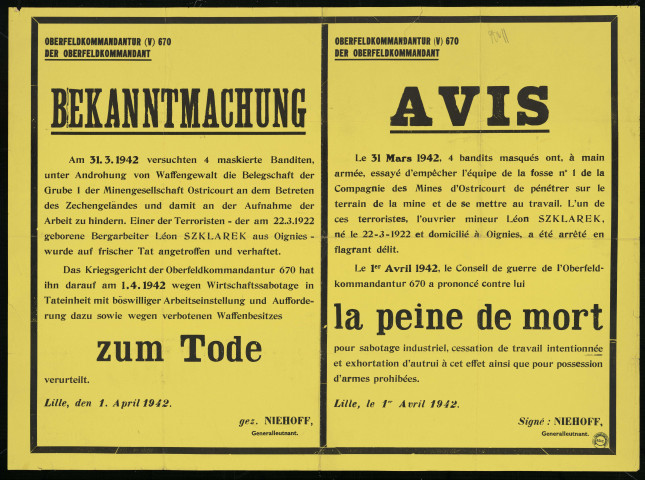 OBERFELDKOMMANDANTUR (V) 670
DER OBERFELDKOMMANDANT
BEKANNTMACHUNG
Am 31.3.1942 versuchten 4 maskierte Banditen,
unter Androhung von Waffengewalt die Belegschaft der
Grube 1 der Minengesellschaft Ostricourt an dem Betreten
des Zechengeländes und damit an der Aufnahme der
Arbeit zu hindern. Einer der Terroristen - der am 22.3.1922
geborene Bergarbeiter Léon SZKLAREK aus Oignies -
wurde auf frischer Tat angetroffen und verhaftet.
Das Kriegsgericht der Oberfeldkommandantur 670 hat
ihn darauf am 1.4.1942 wegen Wirtschaftssabotage in
Tateinheit mit böswilliger Arbeitseinstellung und Aufforde-
rung dazu sowie wegen verbotenen Waffenbesitzes
zum Tode
verurteilt.
Lille, den 1. April 1942.
gez. NIEHOFF,
Generalleutnant.
OBERFELDKOMMANDANTUR (V) 670
DER OBERFELDKOMMANDANT
AVIS
Le 31 Mars 1942, 4 bandits masqués ont, à main
armée, essayé d'empêcher l'équipe de la fosse n° 1 de la
Compagnie des Mines d'Ostricourt de pénétrer sur le
terrain de la mine et de se mettre au travail. L'un de
ces terroristes, l'ouvrier mineur Léon SZKLAREK,
né le 22-3-1922 et domicilié à Oignies, a été arrêté en
flagrant délit.
Le 1er Avril 1942, le Conseil de guerre de l'Oberfeld-
kommandantur 670 a prononcé contre lui
la peine de mort
pour sabotage industriel, cessation de travail intentionnée
et exhortation d'autrui à cet effet ainsi que pour possession
d'armes prohibées.
Lille, le 1er Avril 1942.
Signé : NIEHOFF,
Generalleutnant.